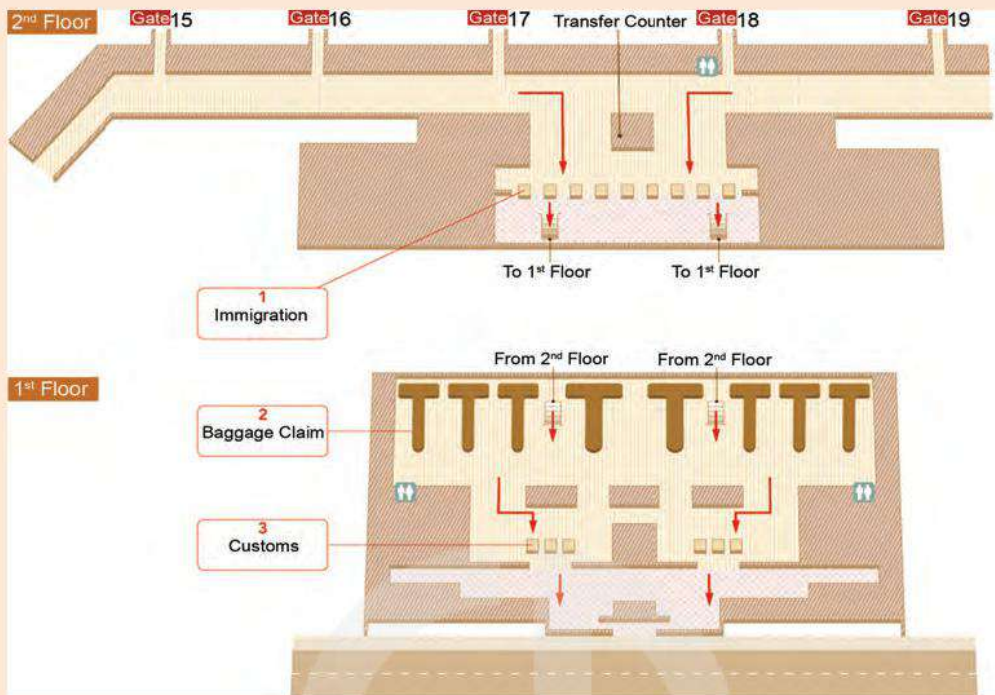 2nd Floor
Gate15
Gate16
Gate17
Transfer Counter
Gate18
Gate19
To 1st Floor
To 1st Floor
1
Immigration
From 2nd Floor
From 2nd Floor
1st Floor
2
Baggage Claim
3
Customs